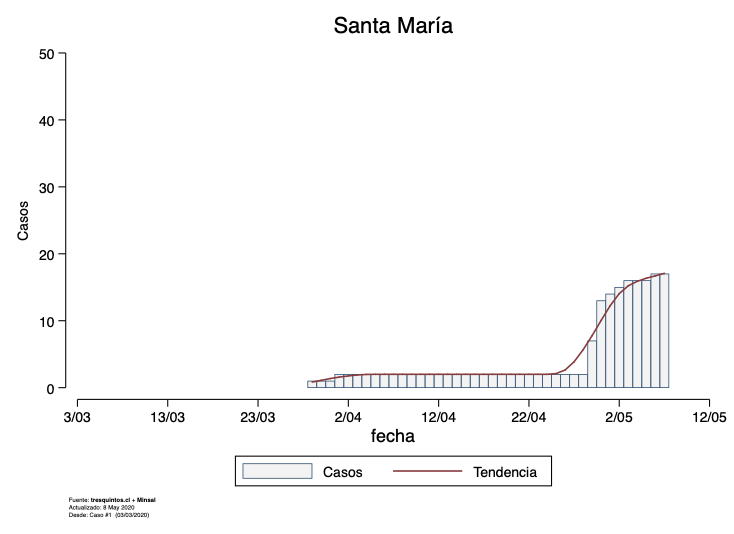 Santa María
50
40
30
20
10
0
Casos
3/03 13/03 23/03 2/04 12/04 22/04 2/05 12/05
fecha
Casos Tendencia
Fuente: tresquintos.cl + Minsal
Actualizado: 8 May 2020
Desde: Caso #1 (03/03/2020)